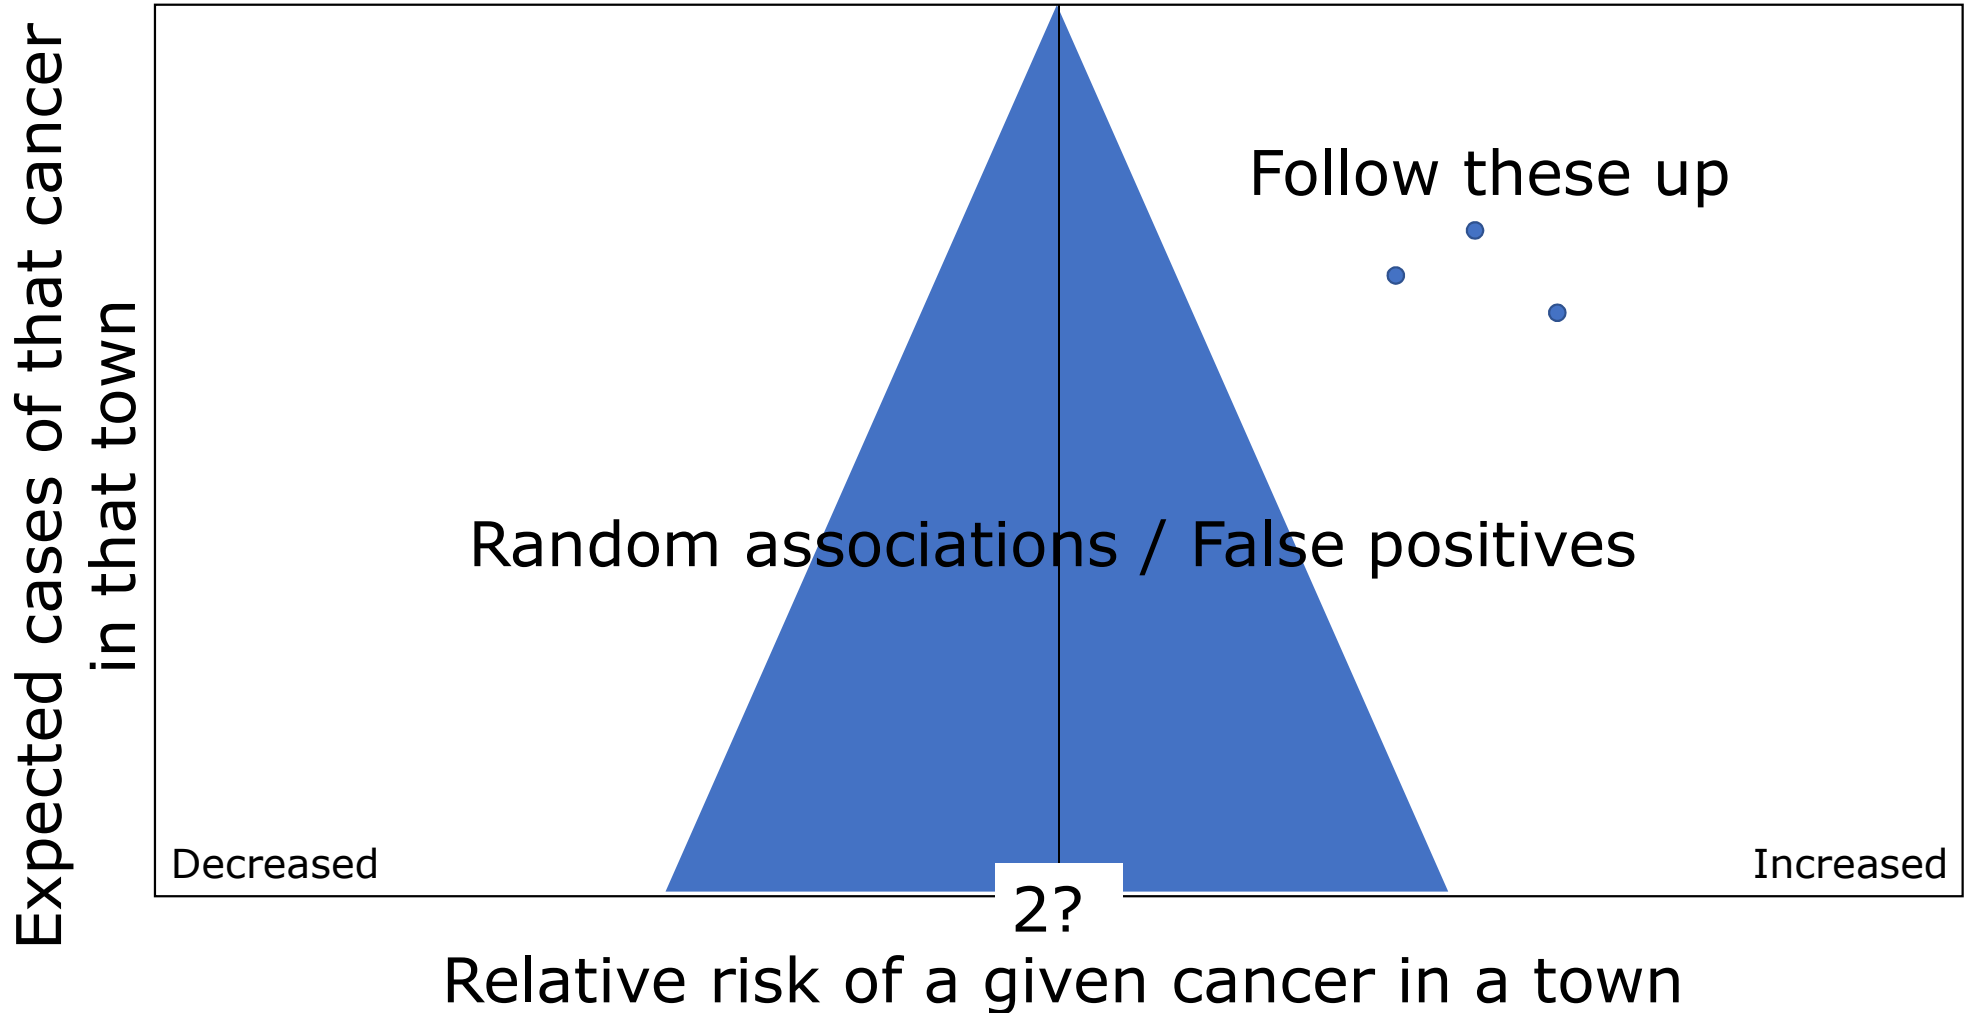 Expected cases of that cancer
in that town
Follow these up
Random associations / False positives
Decreased
Increased
2?
Relative risk of a given cancer in a town